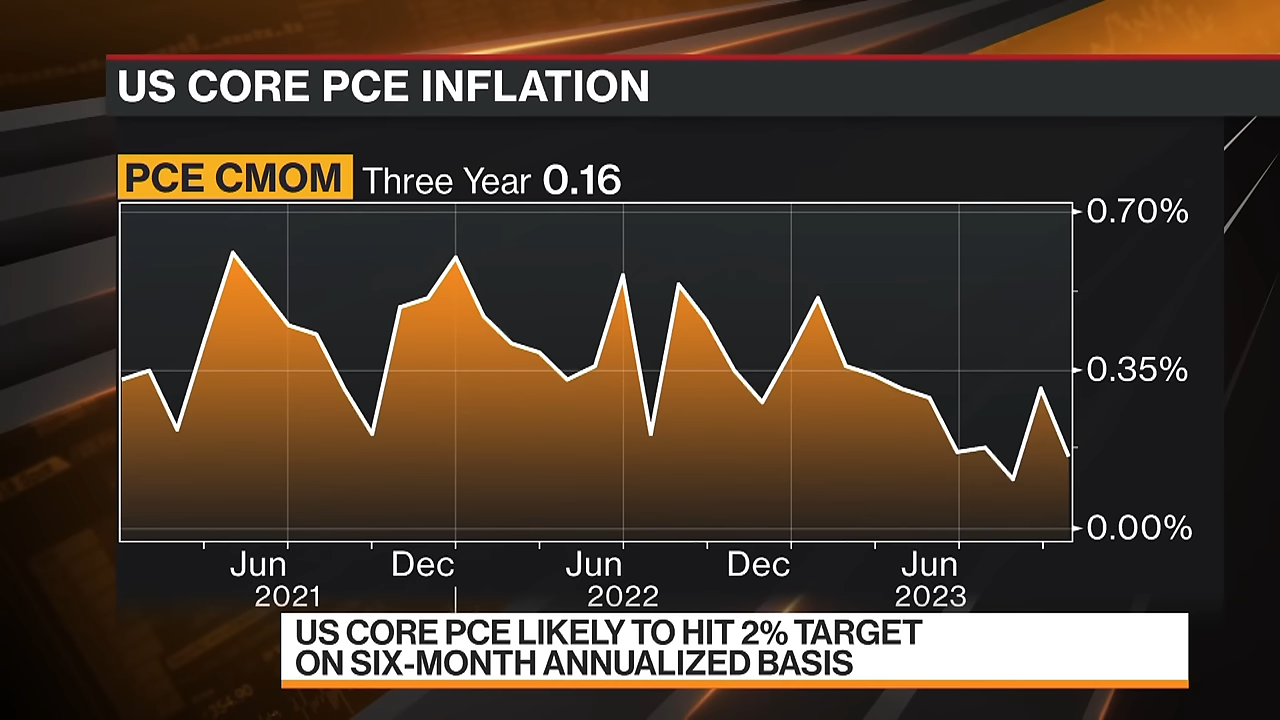 US CORE PCE INFLATION
PCE CMOM Three Year 0.16
0.70%
0.35%
0.00%
Jun Dec Jun Dec Jun
2021 2022 2023
US CORE PCE LIKELY TO HIT 2% TARGET
ON SIX-MONTH ANNUALIZED BASIS